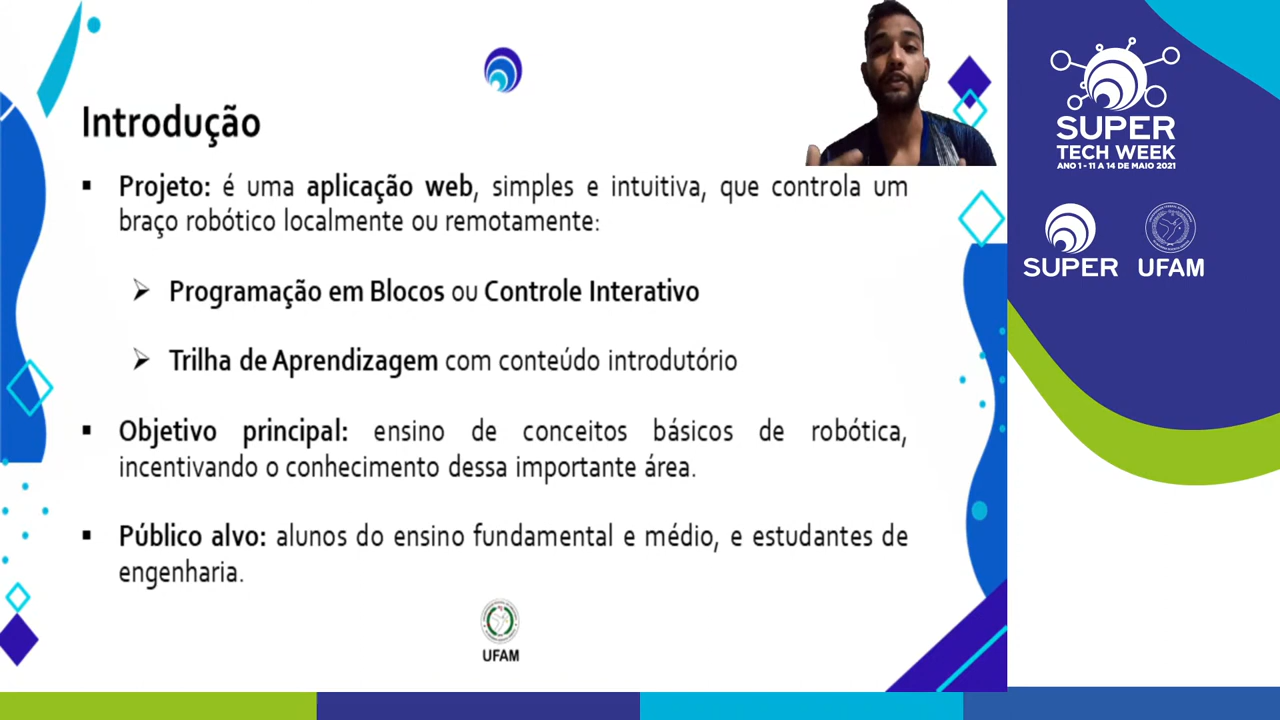 Introdução
Projeto: é uma aplicação web, simples e intuitiva, que controla um
braço robótico localmente ou remotamente:
Programação em Blocos ou Controle Interativo
Trilha de Aprendizagem com conteúdo introdutório
Objetivo principal: ensino de conceitos básicos de robótica,
incentivando o conhecimento dessa importante área.
Público alvo: alunos do ensino fundamental e médio, e estudantes de
engenharia.
UFAM
SUPER
TECH WEEK
ANO 1 - 11 A 14 DE MAIO 2021
SUPER
UFAM